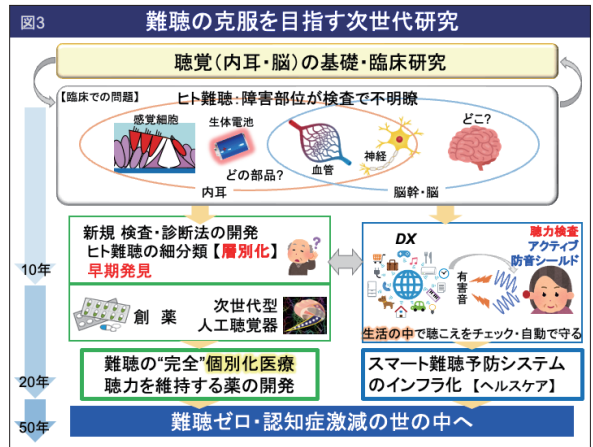 図3
難聴の克服を目指す次世代研究
聴覚(内耳・脳)の基礎・臨床研究
【臨床での問題】
ヒト難聴:障害部位が検査で不明瞭
感覚細胞
生体電池
どこ?
どの部品?
血管
神経
内耳
脳幹・脳
新規 検査・診断法の開発
ヒト難聴の細分類【層別化】
早期発見
?
DX
聴力検査
アクティブ
防音シールド
有害音
生活の中で聴こえをチェック・自動で守る
10年
創 薬
次世代型
人工聴覚器
難聴の“完全”個別化医療
聴力を維持する薬の開発
スマート難聴予防システム
のインフラ化 【ヘルスケア】
20年
難聴ゼロ・認知症激減の世の中へ
50年